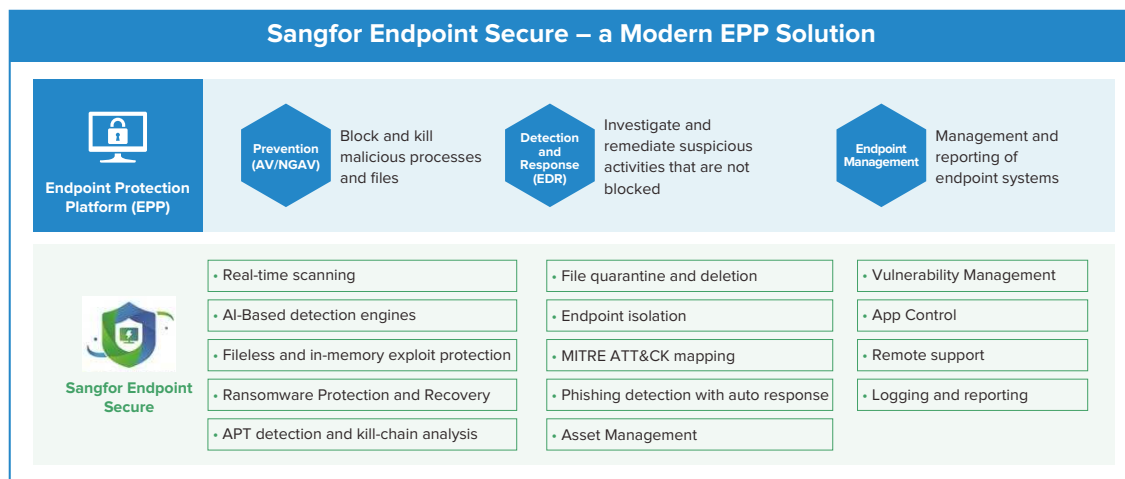 Sangfor Endpoint Secure – a Modern EPP Solution
Endpoint Protection
Platform (EPP)
Prevention
(AV/NGAV)
Block and kill
malicious processes
and files
Detection
and
Response
(EDR)
Investigate and
remediate suspicious
activities that are not
blocked
Endpoint
Management
Management and
reporting of
endpoint systems
Sangfor Endpoint
Secure
• Real-time scanning
• AI-Based detection engines
• Fileless and in-memory exploit protection
• Ransomware Protection and Recovery
• APT detection and kill-chain analysis
• File quarantine and deletion
• Endpoint isolation
• MITRE ATT&CK mapping
• Phishing detection with auto response
• Asset Management
• Vulnerability Management
• App Control
• Remote support
• Logging and reporting